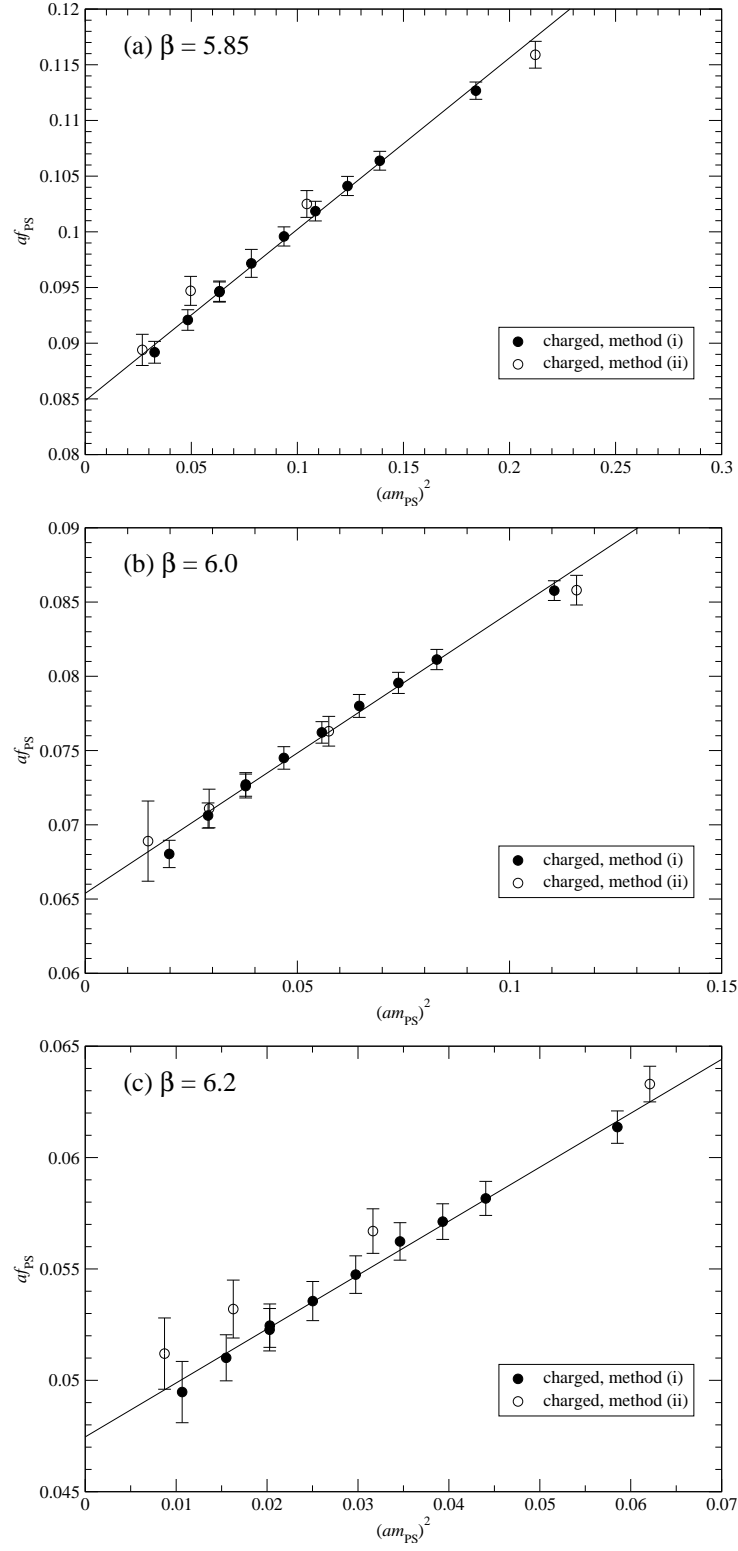 (a) β = 5.85
0.12
0.115
0.11
0.105
0.1
0.095
0.09
0.085
0.08
af_PS
charged, method (i)
charged, method (ii)
0 0.05 0.1 0.15 0.2 0.25 0.3
(am_PS)^2
(b) β = 6.0
0.09
0.085
0.08
0.075
0.07
0.065
0.06
af_PS
charged, method (i)
charged, method (ii)
0 0.05 0.1 0.15
(am_PS)^2
(c) β = 6.2
0.065
0.06
0.055
0.05
0.045
af_PS
charged, method (i)
charged, method (ii)
0 0.01 0.02 0.03 0.04 0.05 0.06 0.07
(am_PS)^2